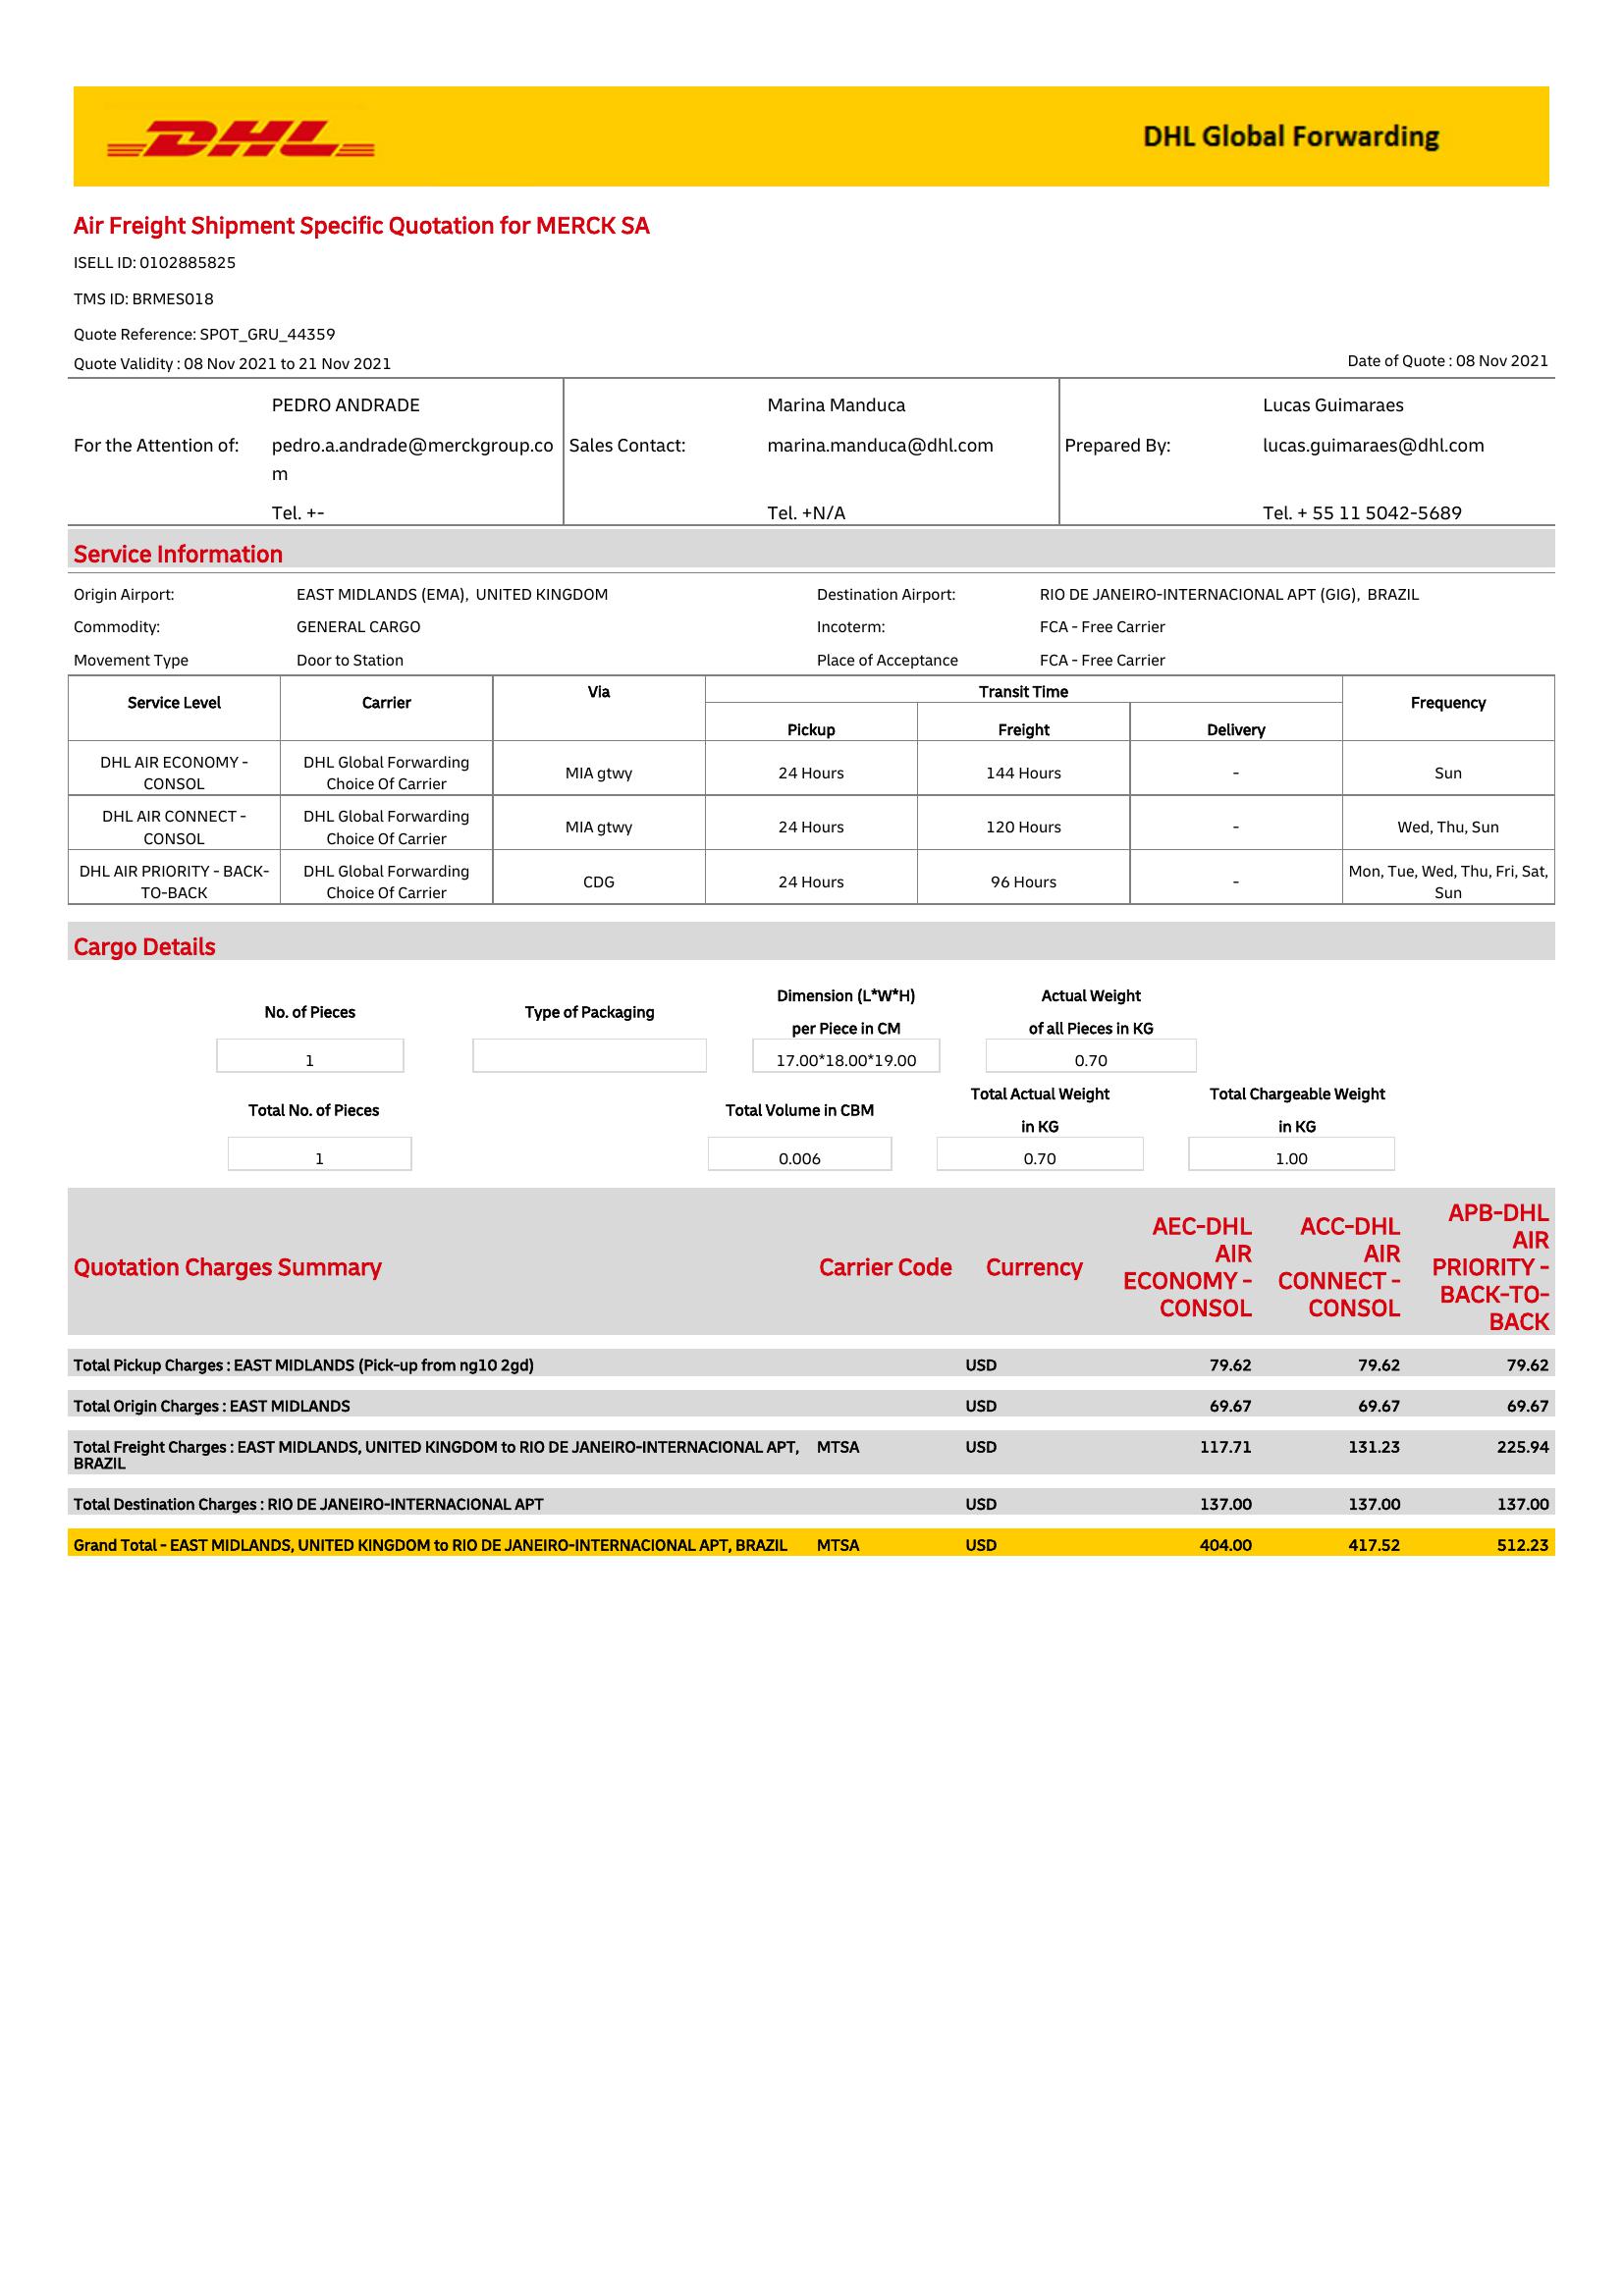 DHL
DHL Global Forwarding
Air Freight Shipment Specific Quotation for MERCK SA
ISELL ID: 0102885825
TMS ID: BRMES018
Quote Reference: SPOT_GRU_44359
Quote Validity : 08 Nov 2021 to 21 Nov 2021
Date of Quote : 08 Nov 2021
For the Attention of:
PEDRO ANDRADE
pedro.a.andrade@merckgroup.co
m
Tel. +-
Sales Contact:
Marina Manduca
marina.manduca@dhl.com
Tel. +N/A
Prepared By:
Lucas Guimaraes
lucas.guimaraes@dhl.com
Tel. + 55 11 5042-5689
Service Information
Origin Airport: EAST MIDLANDS (EMA), UNITED KINGDOM Destination Airport: RIO DE JANEIRO-INTERNACIONAL APT (GIG), BRAZIL
Commodity: GENERAL CARGO Incoterm: FCA - Free Carrier
Movement Type Door to Station Place of Acceptance FCA - Free Carrier
Service Level Carrier Via Transit Time Frequency
Pickup Freight Delivery
DHL AIR ECONOMY -
CONSOL
DHL Global Forwarding
Choice Of Carrier
MIA gtwy 24 Hours 144 Hours - Sun
DHL AIR CONNECT -
CONSOL
DHL Global Forwarding
Choice Of Carrier
MIA gtwy 24 Hours 120 Hours - Wed, Thu, Sun
DHL AIR PRIORITY - BACK-
TO-BACK
DHL Global Forwarding
Choice Of Carrier
CDG 24 Hours 96 Hours -
Mon, Tue, Wed, Thu, Fri, Sat,
Sun
Cargo Details
No. of Pieces
Type of Packaging
Dimension (L*W*H)
per Piece in CM
Actual Weight
of all Pieces in KG
1 17.00*18.00*19.00 0.70
Total No. of Pieces
Total Volume in CBM
Total Actual Weight
in KG
Total Chargeable Weight
in KG
1 0.006 0.70 1.00
Quotation Charges Summary
Carrier Code
Currency
AEC-DHL
AIR
ECONOMY -
CONSOL
ACC-DHL
AIR
CONNECT -
CONSOL
APB-DHL
AIR
PRIORITY -
BACK-TO-
BACK
Total Pickup Charges : EAST MIDLANDS (Pick-up from ng10 2gd) USD 79.62 79.62 79.62
Total Origin Charges : EAST MIDLANDS USD 69.67 69.67 69.67
Total Freight Charges : EAST MIDLANDS, UNITED KINGDOM to RIO DE JANEIRO-INTERNACIONAL APT, MTSA USD 117.71 131.23 225.94
BRAZIL
Total Destination Charges : RIO DE JANEIRO-INTERNACIONAL APT USD 137.00 137.00 137.00
Grand Total - EAST MIDLANDS, UNITED KINGDOM to RIO DE JANEIRO-INTERNACIONAL APT, BRAZIL MTSA USD 404.00 417.52 512.23